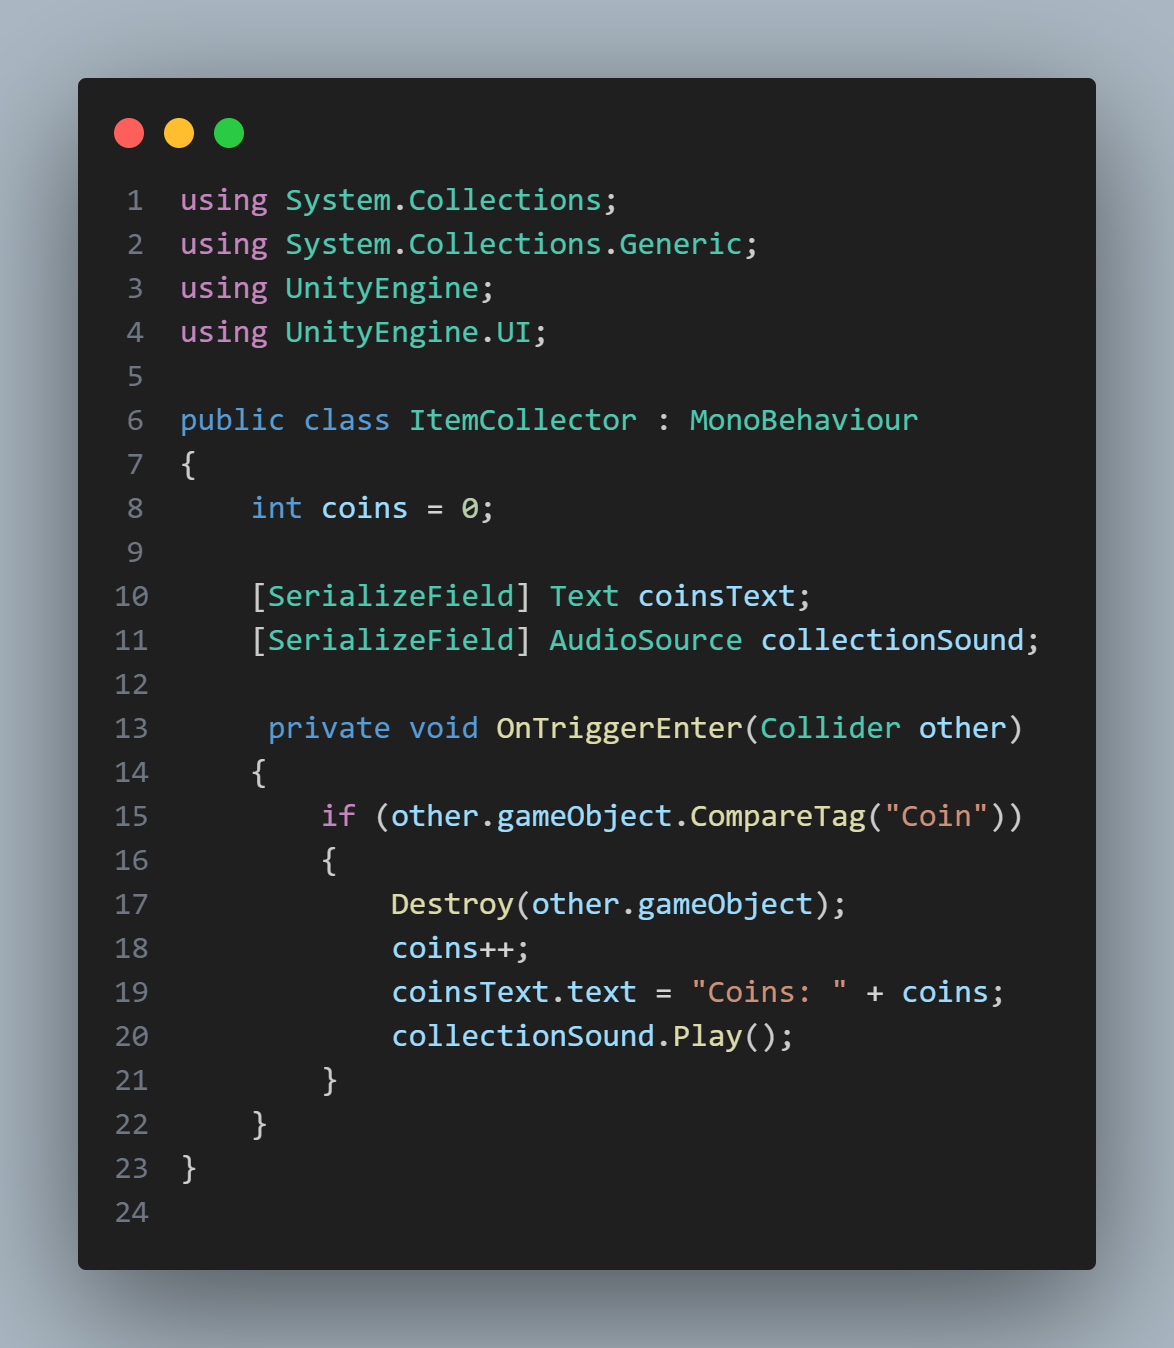 1 using System.Collections;
2 using System.Collections.Generic;
3 using UnityEngine;
4 using UnityEngine.UI;
5
6 public class ItemCollector : MonoBehaviour
7 {
8     int coins = 0;
9
10     [SerializeField] Text coinsText;
11     [SerializeField] AudioSource collectionSound;
12
13      private void OnTriggerEnter(Collider other)
14     {
15         if (other.gameObject.CompareTag("Coin"))
16         {
17             Destroy(other.gameObject);
18             coins++;
19             coinsText.text = "Coins: " + coins;
20             collectionSound.Play();
21         }
22     }
23 }
24